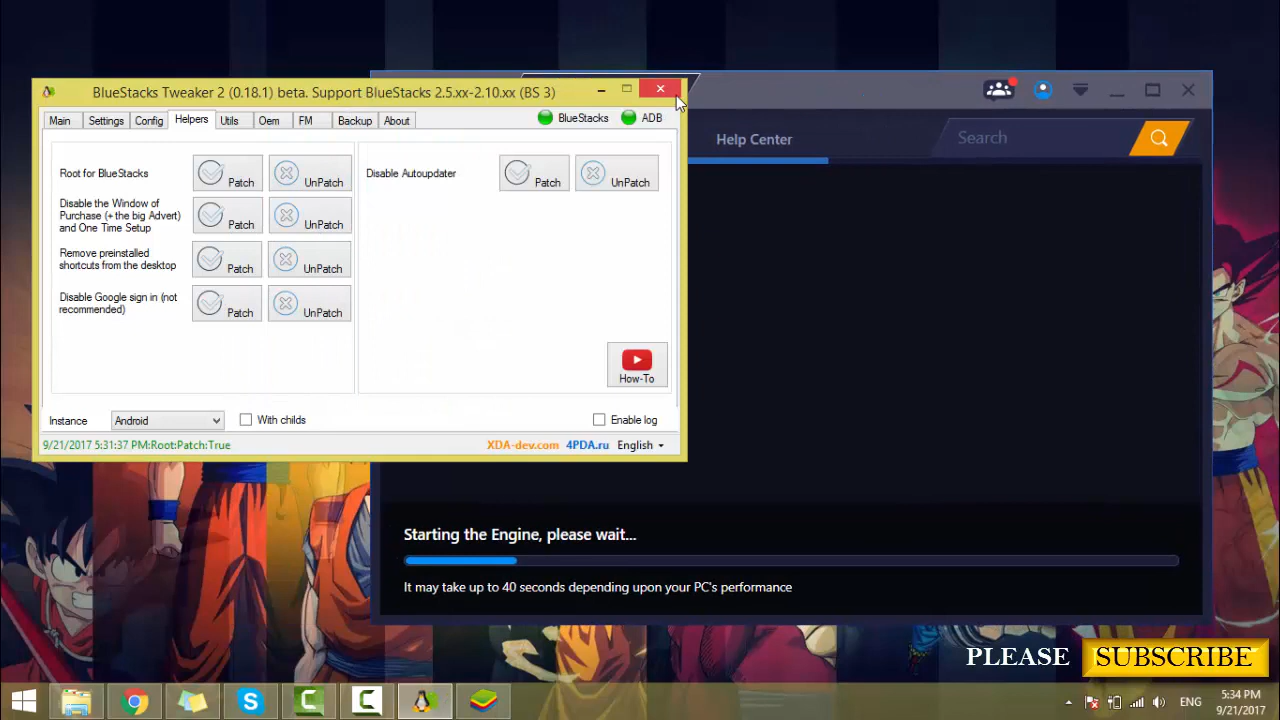 BlueStacks Tweaker 2 (0.18.1) beta. Support BlueStacks 2.5.xx-2.10.xx (BS 3)
Main Settings Config Helpers Utils Oem FM Backup About
BlueStacks ADB
Root for BlueStacks
Patch
UnPatch
Disable the Window of
Purchase (+ the big Advert)
and One Time Setup
Patch
UnPatch
Remove preinstalled
shortcuts from the desktop
Patch
UnPatch
Disable Google sign in (not
recommended)
Patch
UnPatch
Disable Autoupdater
Patch
UnPatch
How-To
Instance
Android
With childs
Enable log
9/21/2017 5:31:37 PM:Root:Patch:True
XDA-dev.com 4PDA.ru English
Help Center
Search
Starting the Engine, please wait...
It may take up to 40 seconds depending upon your PC's performance
PLEASE SUBSCRIBE
ENG
5:34 PM
9/21/2017